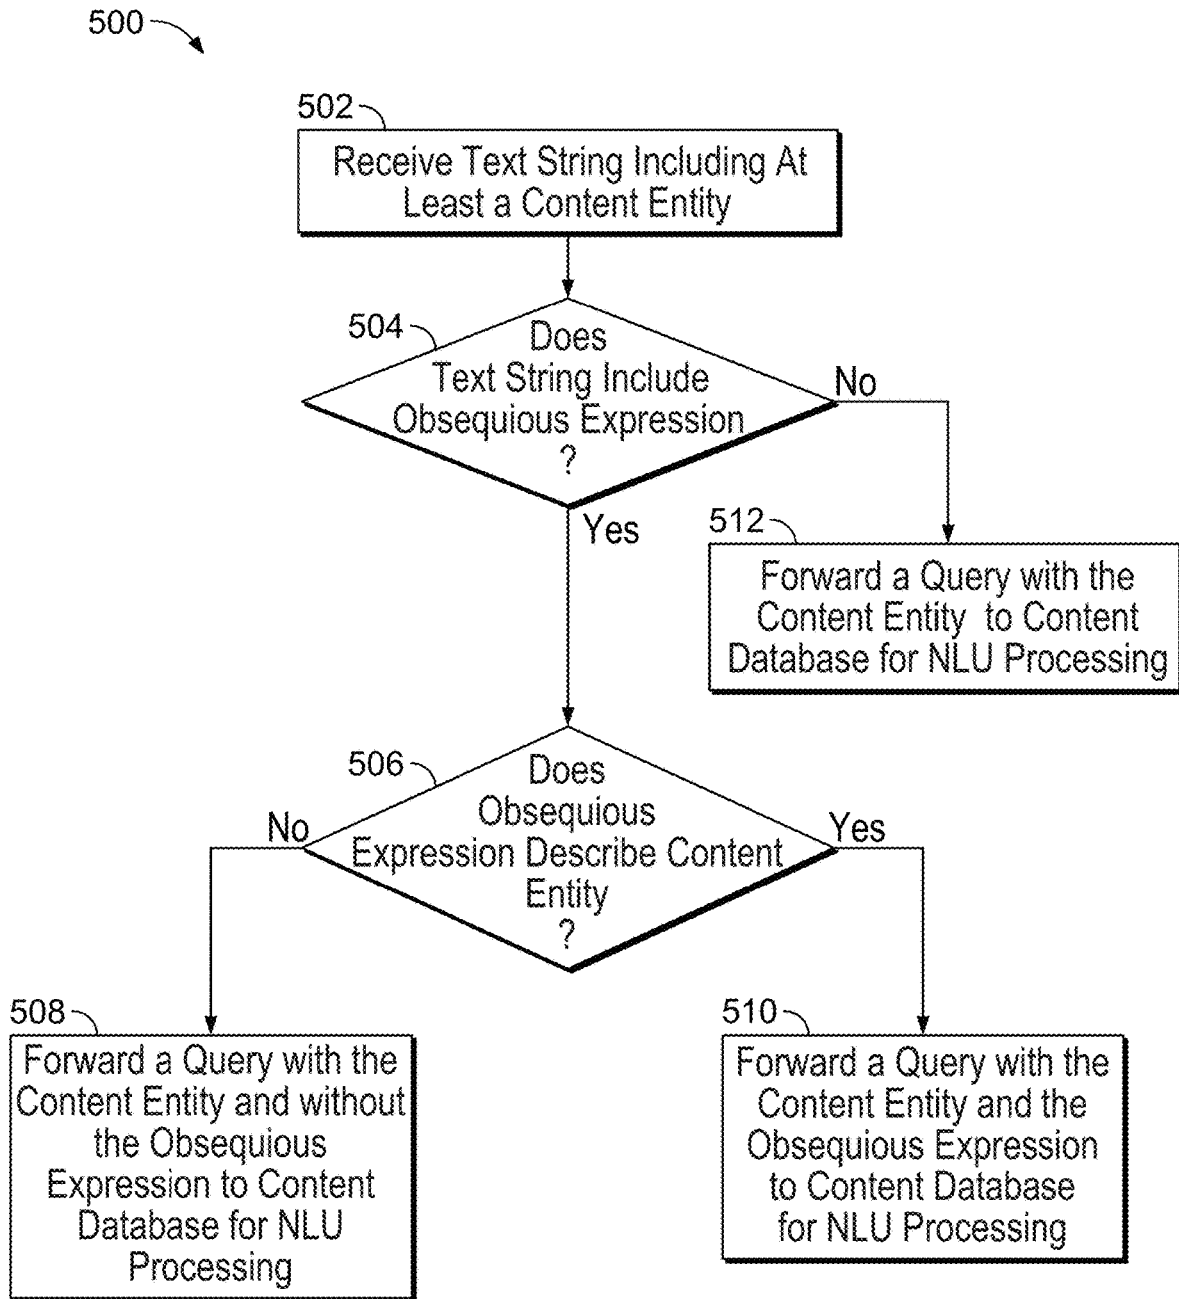 500
502
Receive Text String Including At
Least a Content Entity
504
Does
Text String Include
Obsequious Expression
?
No
Yes
512
Forward a Query with the
Content Entity to Content
Database for NLU Processing
506
Does
Obsequious
Expression Describe Content
Entity
?
No
Yes
508
Forward a Query with the
Content Entity and without
the Obsequious
Expression to Content
Database for NLU
Processing
510
Forward a Query with the
Content Entity and the
Obsequious Expression
to Content Database
for NLU Processing